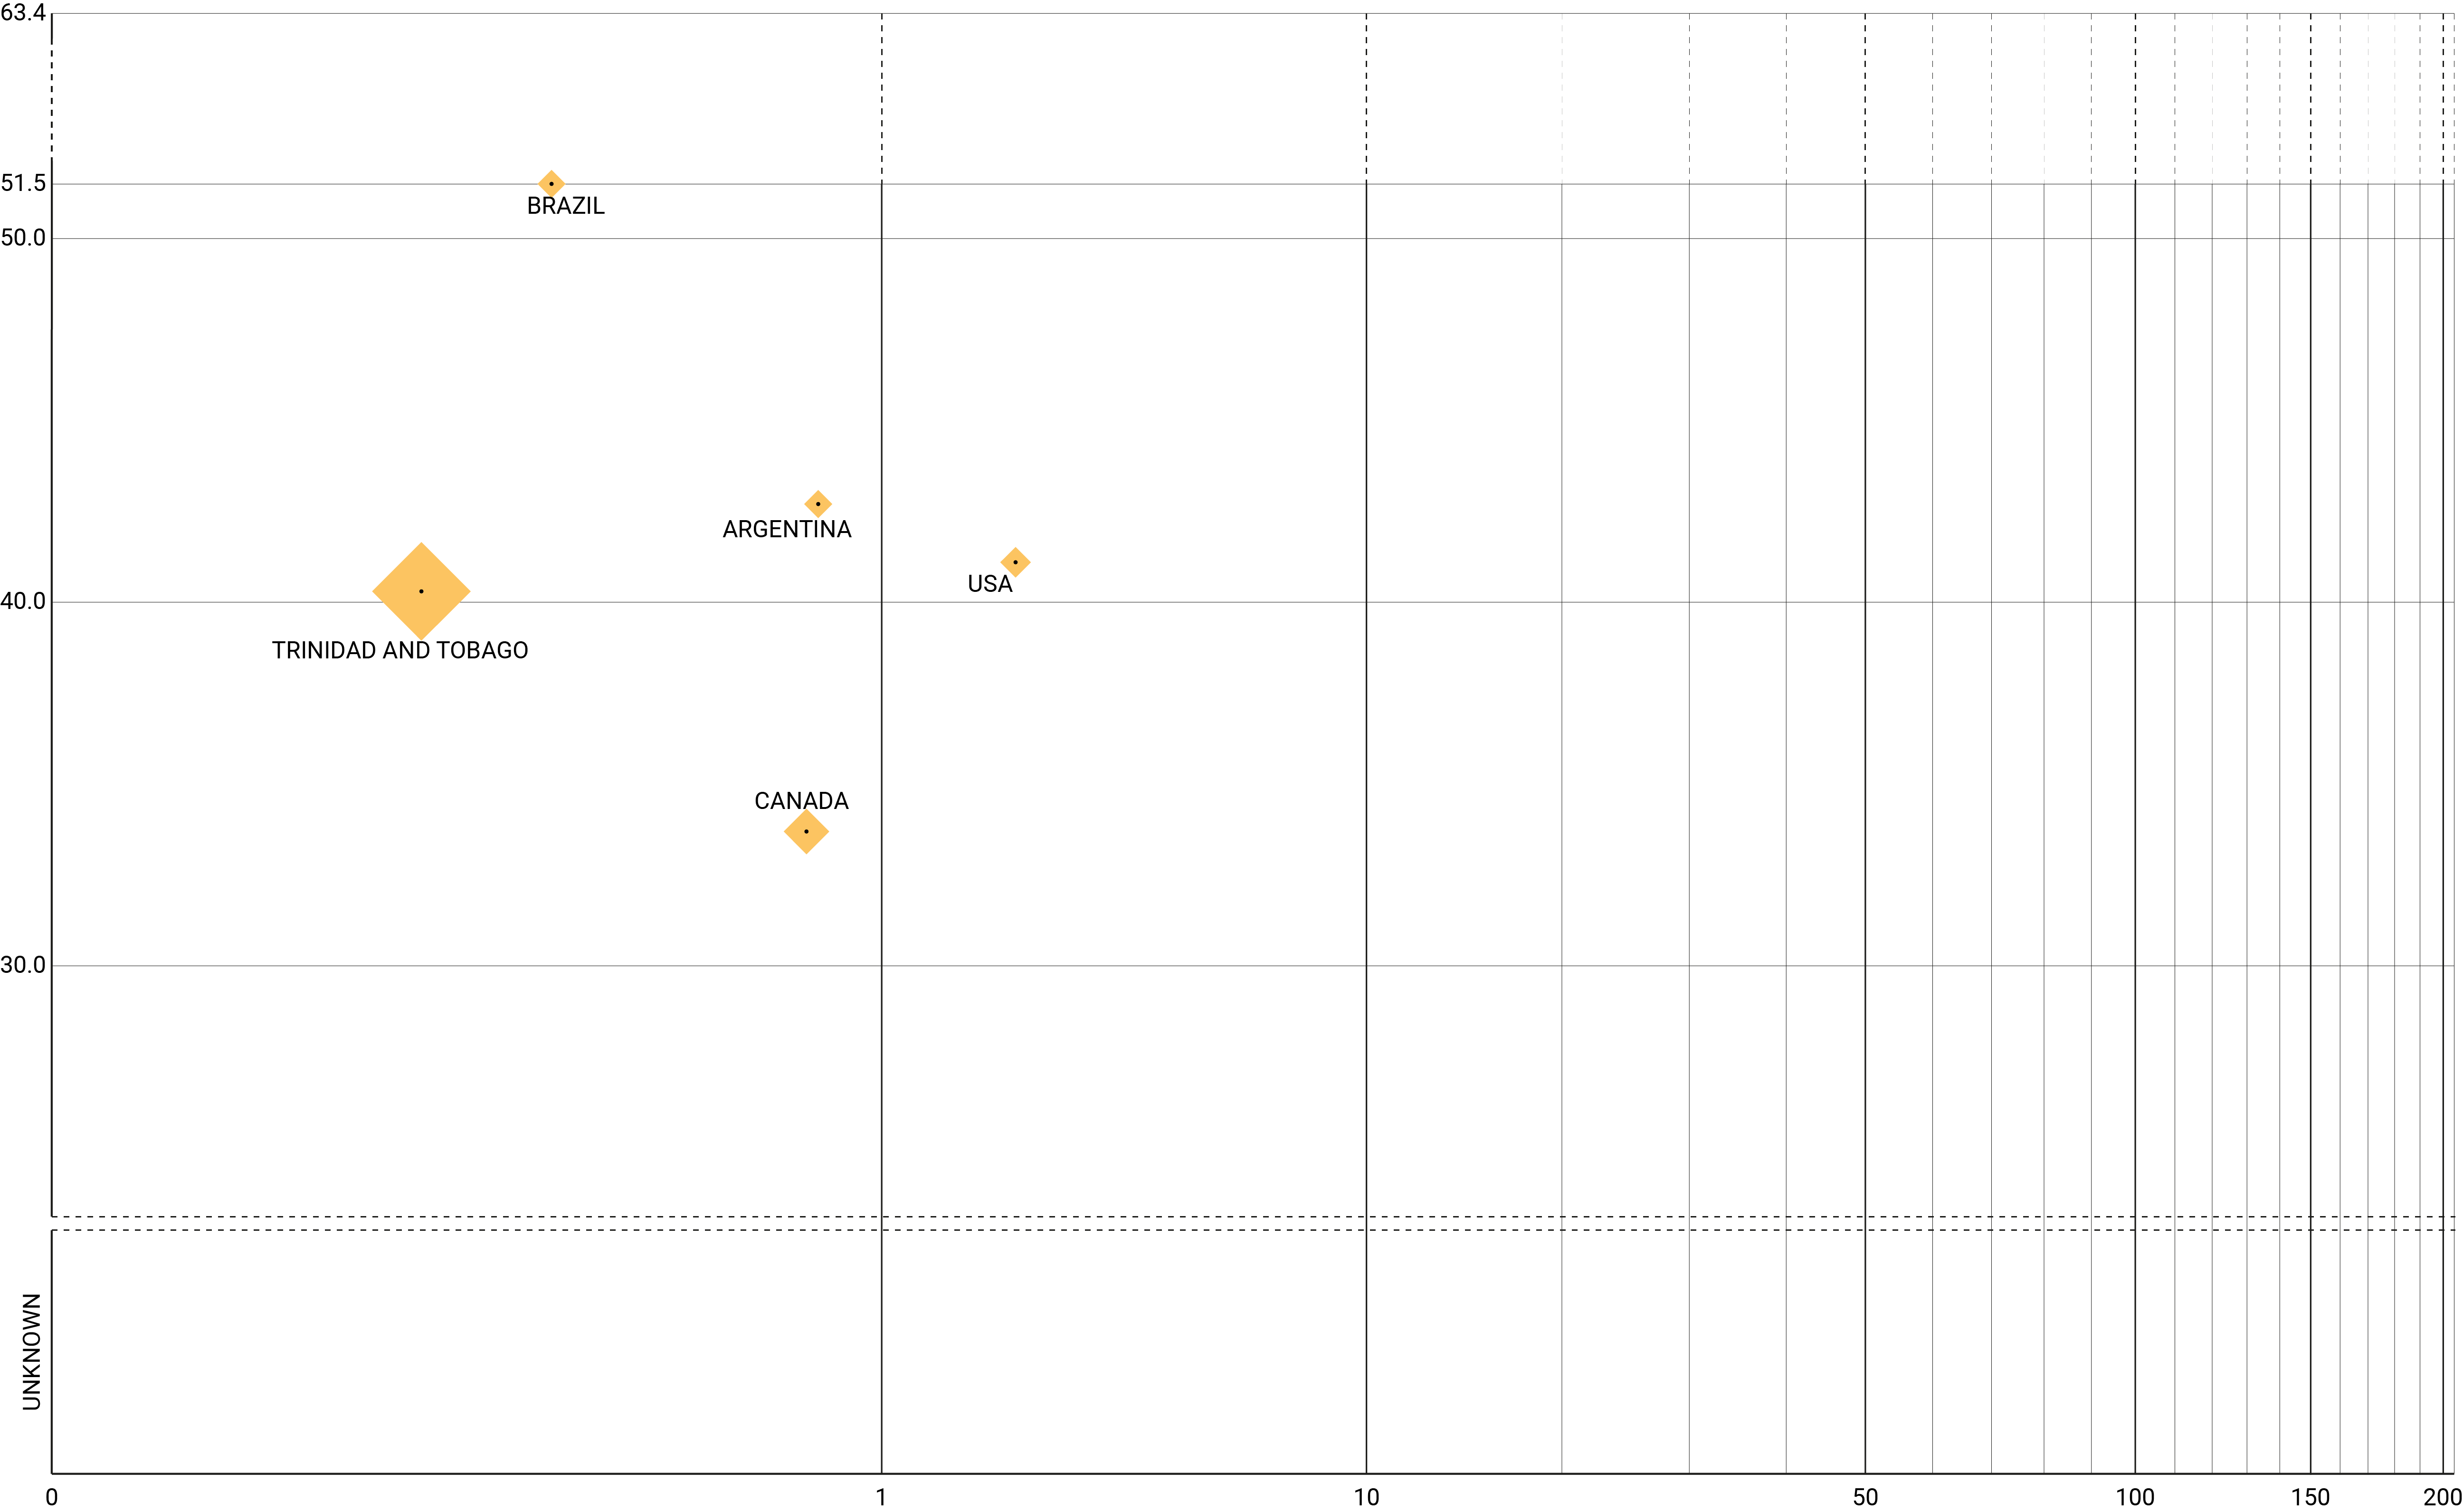 63.4
51.5
BRAZIL
50.0
ARGENTINA
USA
40.0
TRINIDAD AND TOBAGO
CANADA
30.0
UNKNOWN
0 1 10 50 100 150 200